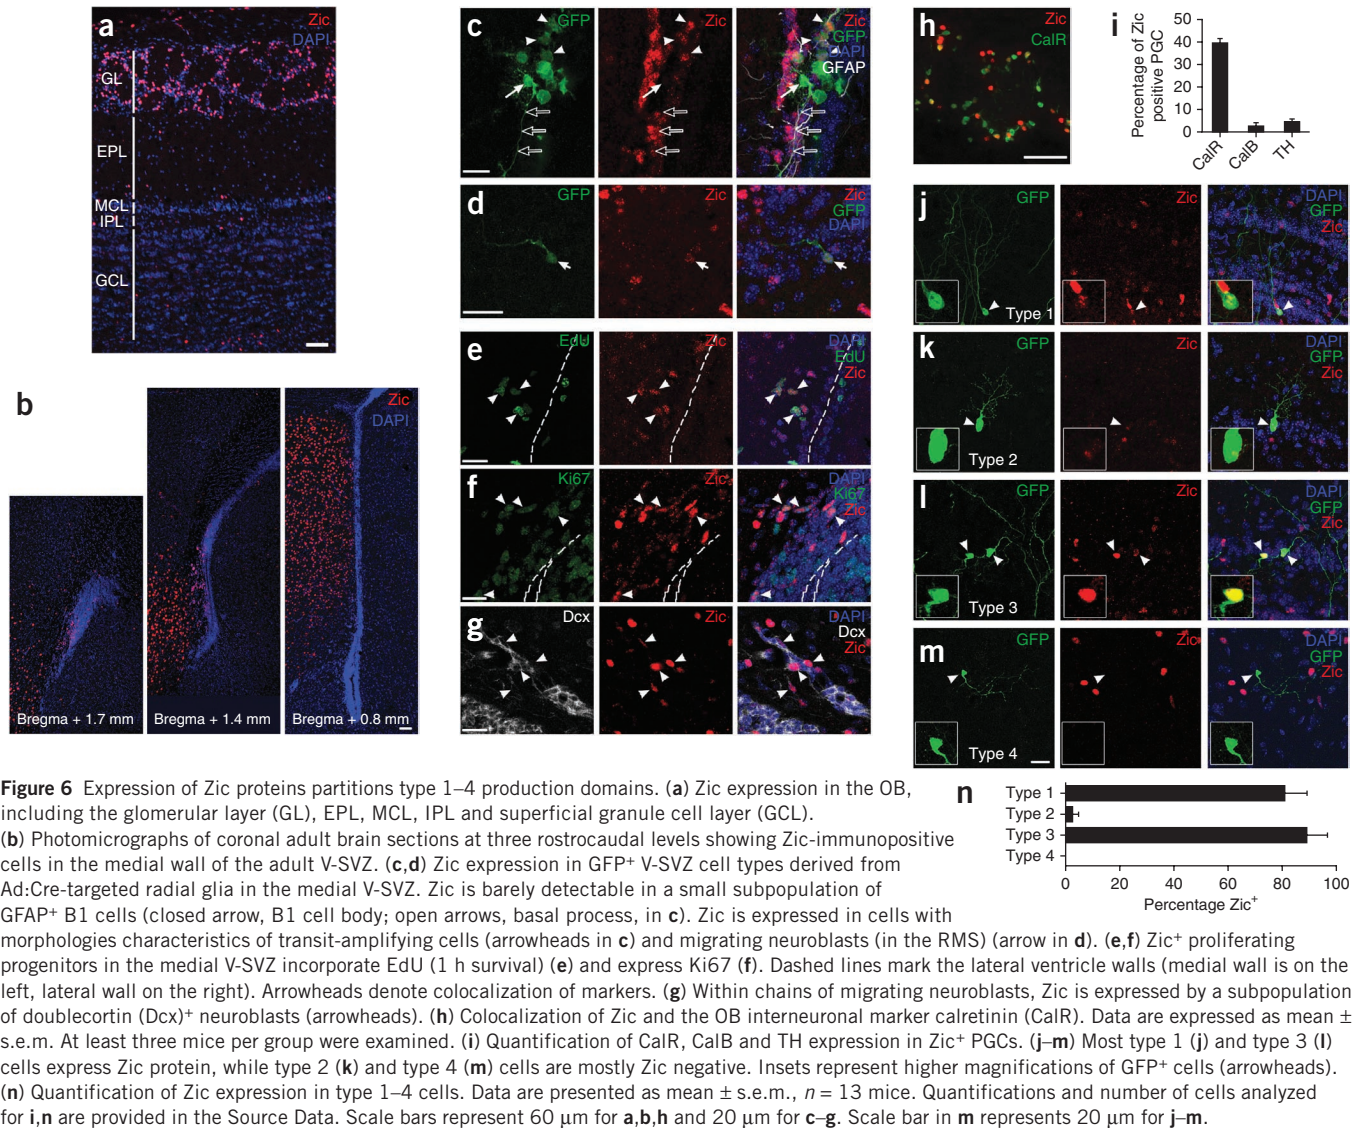 a
Zic
DAPI
GL
EPL
MCL
IPL
GCL
b
Zic
DAPI
Bregma + 1.7 mm
Bregma + 1.4 mm
Bregma + 0.8 mm
c
GFP
Zic
Zic
GFP
DAPI
GFAP
d
GFP
Zic
Zic
GFP
DAPI
e
EdU
Zic
DAPI
EdU
Zic
f
Ki67
Zic
DAPI
Ki67
Zic
g
Dcx
Zic
DAPI
Dcx
Zic
h
Zic
CalR
i
Percentage of Zic
positive PGC
50
40
30
20
10
0
CalR
CalB
TH
j
GFP
Type 1
Zic
DAPI
GFP
Zic
k
GFP
Type 2
Zic
DAPI
GFP
Zic
l
GFP
Type 3
Zic
DAPI
GFP
Zic
m
GFP
Type 4
Zic
DAPI
GFP
Zic
n
Type 1
Type 2
Type 3
Type 4
0 20 40 60 80 100
Percentage Zic⁺
Figure 6 Expression of Zic proteins partitions type 1–4 production domains. (a) Zic expression in the OB,
including the glomerular layer (GL), EPL, MCL, IPL and superficial granule cell layer (GCL).
(b) Photomicrographs of coronal adult brain sections at three rostrocaudal levels showing Zic-immunopositive
cells in the medial wall of the adult V-SVZ. (c,d) Zic expression in GFP⁺ V-SVZ cell types derived from
Ad:Cre-targeted radial glia in the medial V-SVZ. Zic is barely detectable in a small subpopulation of
GFAP⁺ B1 cells (closed arrow, B1 cell body; open arrows, basal process, in c). Zic is expressed in cells with
morphologies characteristics of transit-amplifying cells (arrowheads in c) and migrating neuroblasts (in the RMS) (arrow in d). (e,f) Zic⁺ proliferating
progenitors in the medial V-SVZ incorporate EdU (1 h survival) (e) and express Ki67 (f). Dashed lines mark the lateral ventricle walls (medial wall is on the
left, lateral wall on the right). Arrowheads denote colocalization of markers. (g) Within chains of migrating neuroblasts, Zic is expressed by a subpopulation
of doublecortin (Dcx)⁺ neuroblasts (arrowheads). (h) Colocalization of Zic and the OB interneuronal marker calretinin (CalR). Data are expressed as mean ±
s.e.m. At least three mice per group were examined. (i) Quantification of CalR, CalB and TH expression in Zic⁺ PGCs. (j–m) Most type 1 (j) and type 3 (l)
cells express Zic protein, while type 2 (k) and type 4 (m) cells are mostly Zic negative. Insets represent higher magnifications of GFP⁺ cells (arrowheads).
(n) Quantification of Zic expression in type 1–4 cells. Data are presented as mean ± s.e.m., n = 13 mice. Quantifications and number of cells analyzed
for i,n are provided in the Source Data. Scale bars represent 60 μm for a,b,h and 20 μm for c–g. Scale bar in m represents 20 μm for j–m.